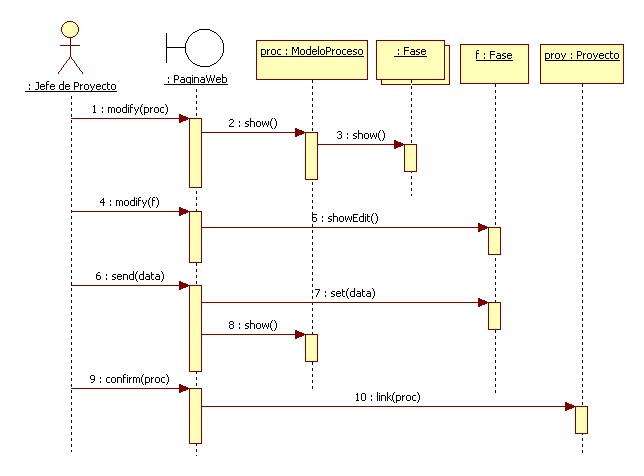 proc : ModeloProceso
: Fase
f : Fase
proy : Proyecto
: Jefe de Proyecto
: PaginaWeb
1 : modify(proc)
2 : show()
3 : show()
4 : modify(f)
5 : showEdit()
6 : send(data)
7 : set(data)
8 : show()
9 : confirm(proc)
10 : link(proc)